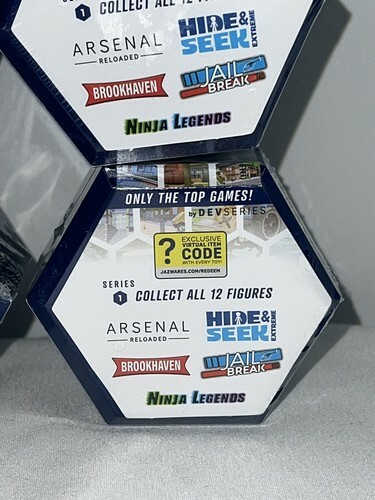 COLLECT ALL 12 FIGURES
1
ARSENAL
RELOADED
HIDE&
SEEK
EXTREME
BROOKHAVEN
JAIL
BREAK
NINJA LEGENDS
ONLY THE TOP GAMES!
by DEVSERIES
?
EXCLUSIVE
VIRTUAL ITEM
CODE
WITH EVERY TOY!
JAZWARES.COM/REDEEM
SERIES
1 COLLECT ALL 12 FIGURES
ARSENAL
RELOADED
HIDE&
SEEK
EXTREME
BROOKHAVEN
JAIL
BREAK
NINJA LEGENDS